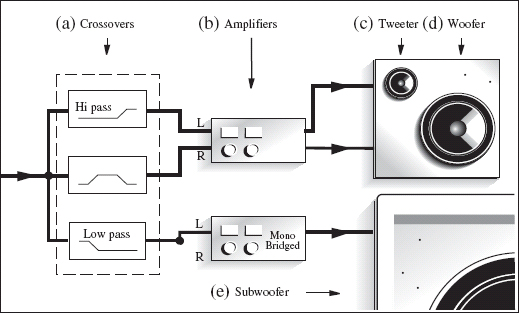 (a) Crossovers
(b) Amplifiers
(c) Tweeter (d) Woofer
Hi pass
L
R
Low pass
L
R
Mono
Bridged
(e) Subwoofer